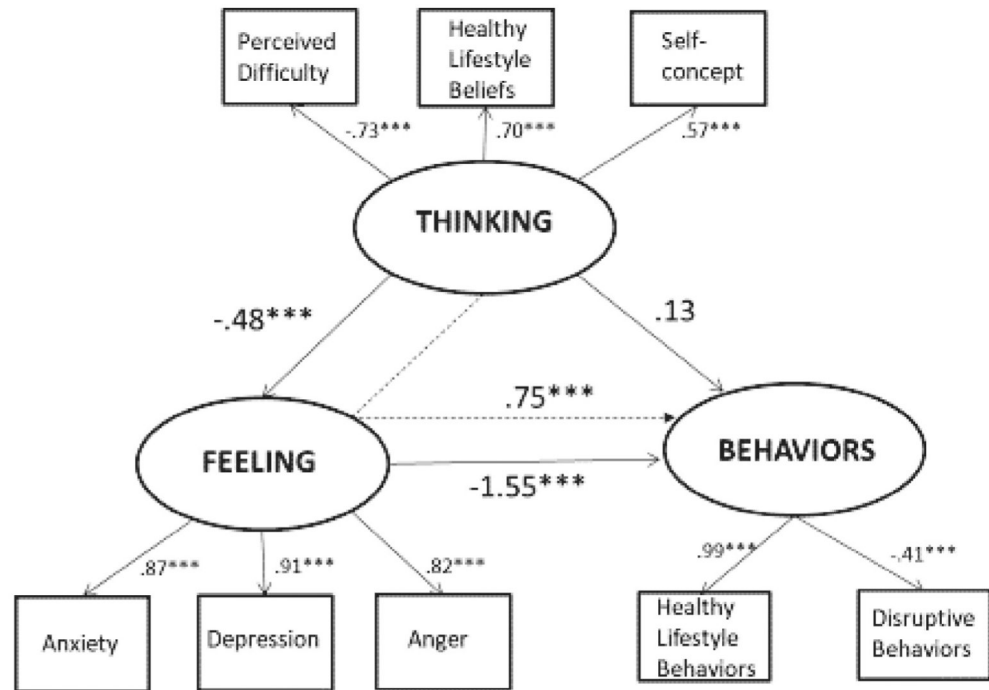 Perceived
Difficulty
Healthy
Lifestyle
Beliefs
Self-
concept
-.73***
.70***
.57***
THINKING
-.48***
.13
.75***
FEELING
BEHAVIORS
-1.55***
.87***
.91***
.82***
.99***
-.41***
Anxiety
Depression
Anger
Healthy
Lifestyle
Behaviors
Disruptive
Behaviors